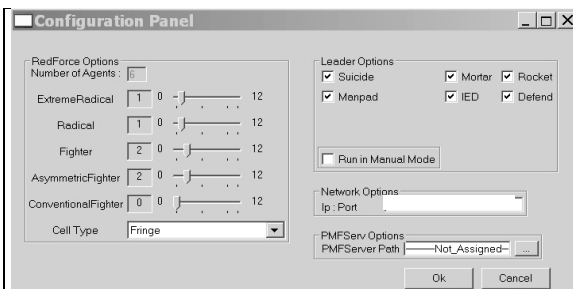 Configuration Panel
RedForce Options
Number of Agents : 6
ExtremeRadical 1 0 12
Radical 1 0 12
Fighter 2 0 12
AsymmetricFighter 2 0 12
ConventionalFighter 0 0 12
Cell Type Fringe
Leader Options
Suicide Mortar Rocket
Manpad IED Defend
Run in Manual Mode
Network Options
Ip : Port
PMFServ Options
PMFServer Path Not_Assigned ...
Ok Cancel